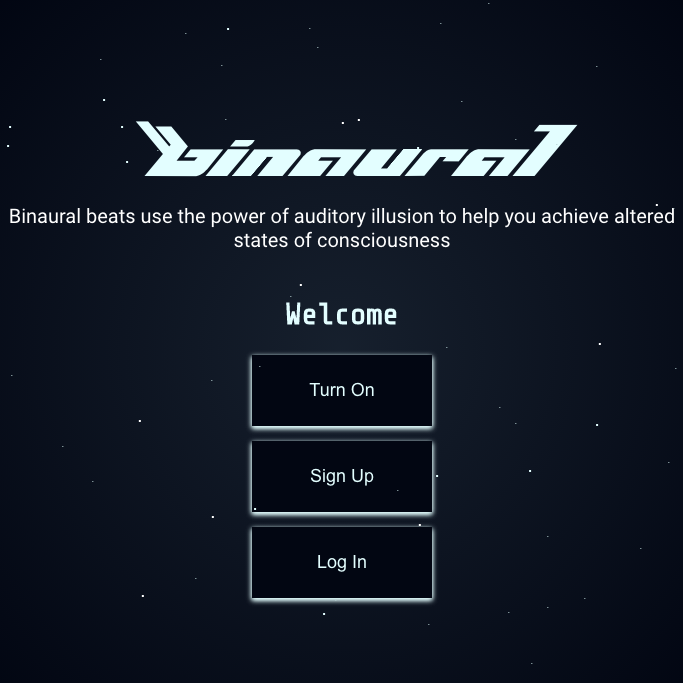 binaural
Binaural beats use the power of auditory illusion to help you achieve altered
states of consciousness
Welcome
Turn On
Sign Up
Log In